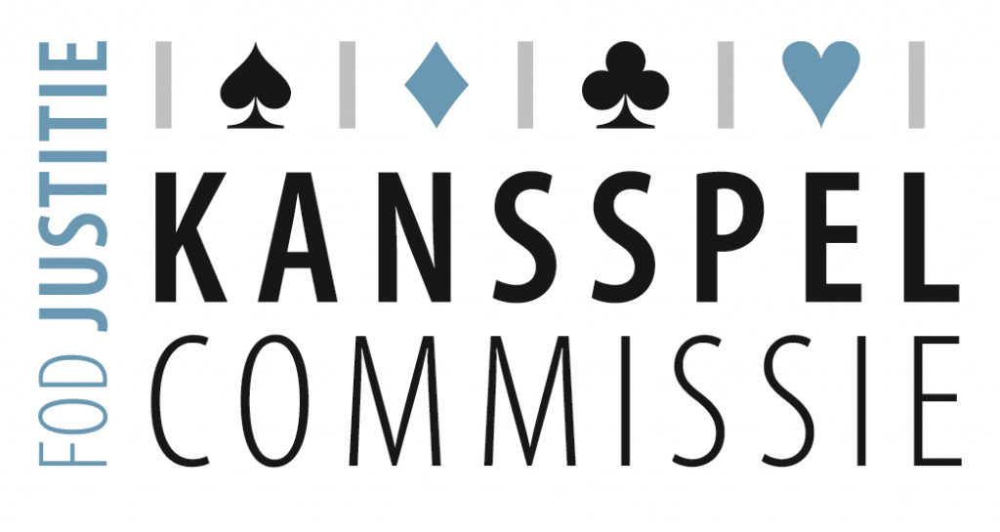 FOD JUSTITIE
KANSSPEL
COMMISSIE